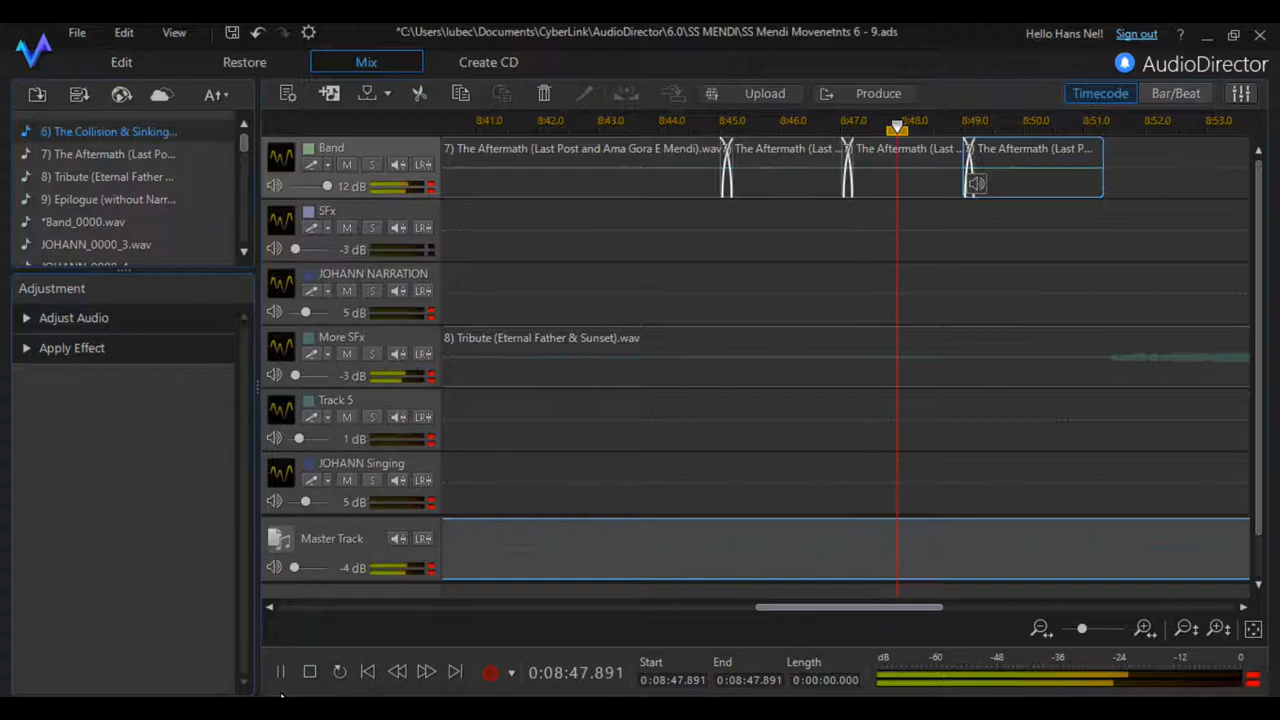 File Edit View *C:\Users\lubec\Documents\CyberLink\AudioDirector\6.0\SS MENDI\SS Mendi Movenetnts 6 - 9.ads Hello Hans Nel! Sign out ?
Edit Restore Mix Create CD AudioDirector
Upload Produce Timecode Bar/Beat
8:41.0 8:42.0 8:43.0 8:44.0 8:45.0 8:46.0 8:47.0 8:48.0 8:49.0 8:50.0 8:51.0 8:52.0 8:53.0
6) The Collision & Sinking...
7) The Aftermath (Last Po...
8) Tribute (Eternal Father ...
9) Epilogue (without Narr...
*Band_0000.wav
JOHANN_0000_3.wav
Adjustment
Adjust Audio
Apply Effect
Band 7) The Aftermath (Last Post and Ama Gora E Mendi).wav The Aftermath (Last ... The Aftermath (Last ... The Aftermath (Last P...
M S LR
12 dB
SFx
M S LR
-3 dB
JOHANN NARRATION
M S LR
5 dB
More SFx 8) Tribute (Eternal Father & Sunset).wav
M S LR
-3 dB
Track 5
M S LR
1 dB
JOHANN Singing
M S LR
5 dB
Master Track LR
-4 dB
0:08:47.891
Start End Length
0:08:47.891 0:08:47.891 0:00:00.000
dB -60 -48 -36 -24 -12 0